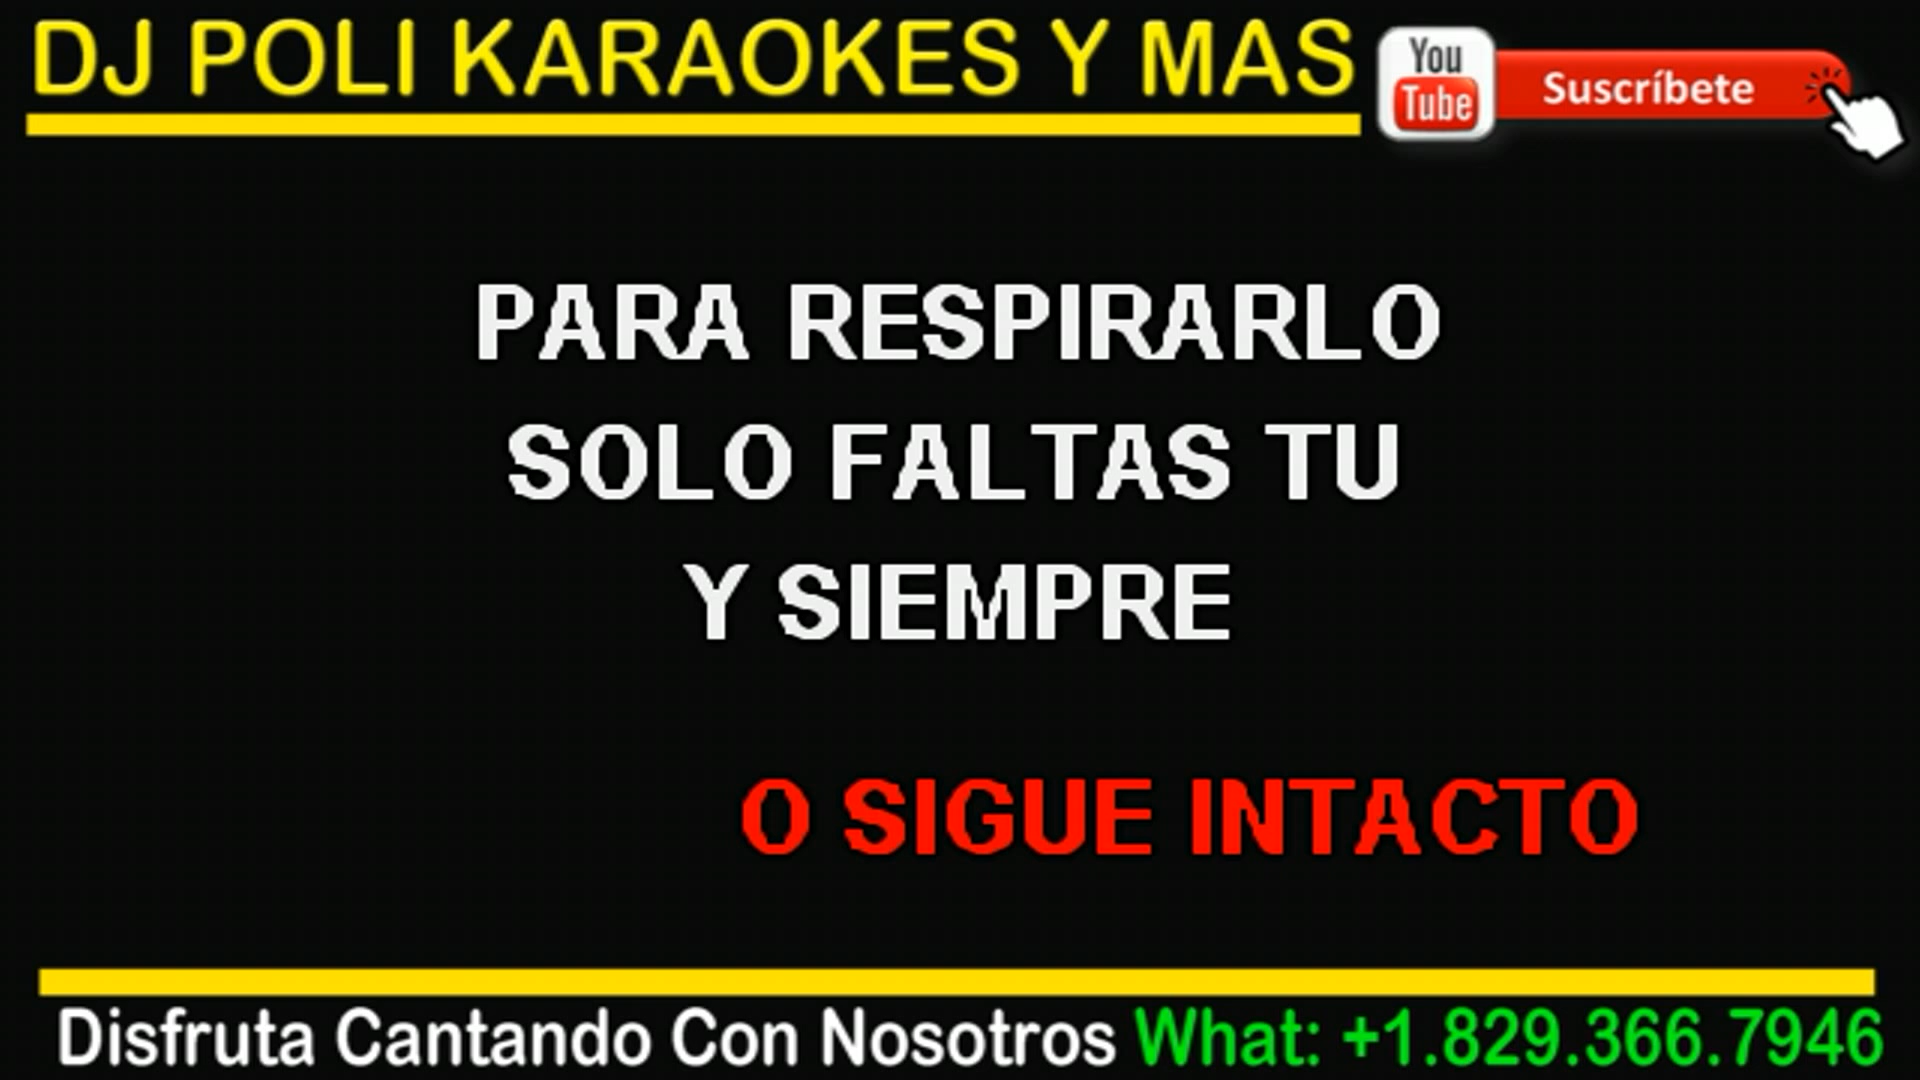 DJ POLI KARAOKES Y MAS
You Tube
Suscríbete
PARA RESPIRARLO
SOLO FALTAS TU
Y SIEMPRE
O SIGUE INTACTO
Disfruta Cantando Con Nosotros What: +1.829.366.7946